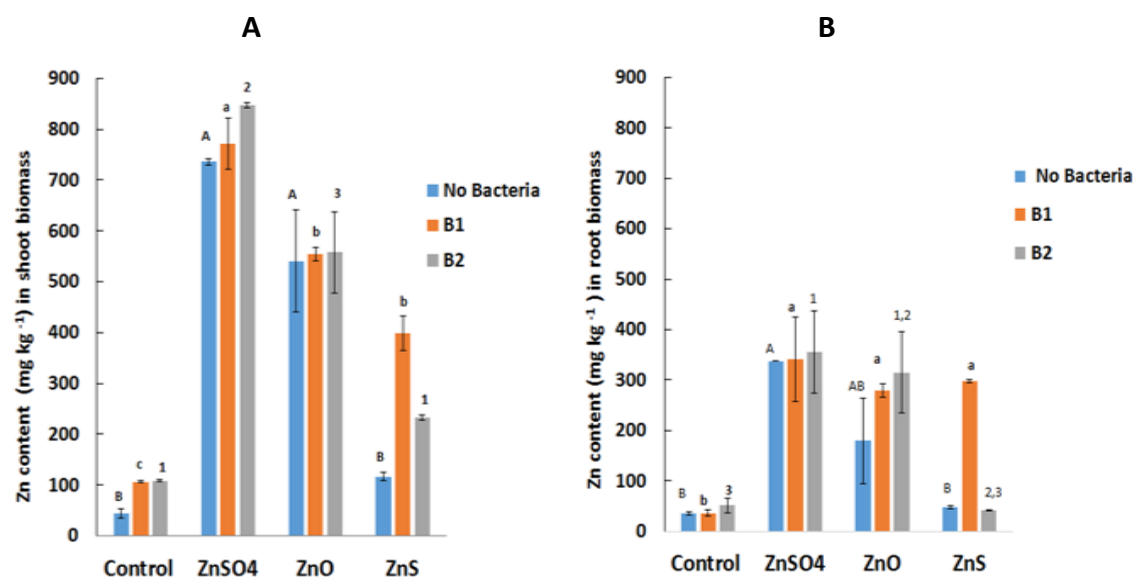 A
Zn content (mg kg -1) in shoot biomass
900
800
700
600
500
400
300
200
100
0
B
c
1
A
a
2
A
b
3
B
b
1
Control ZnSO4 ZnO ZnS
No Bacteria
B1
B2
B
Zn content (mg kg -1 ) in root biomass
900
800
700
600
500
400
300
200
100
0
B
b
3
A
a
1
AB
a
1,2
B
a
2,3
Control ZnSO4 ZnO ZnS
No Bacteria
B1
B2